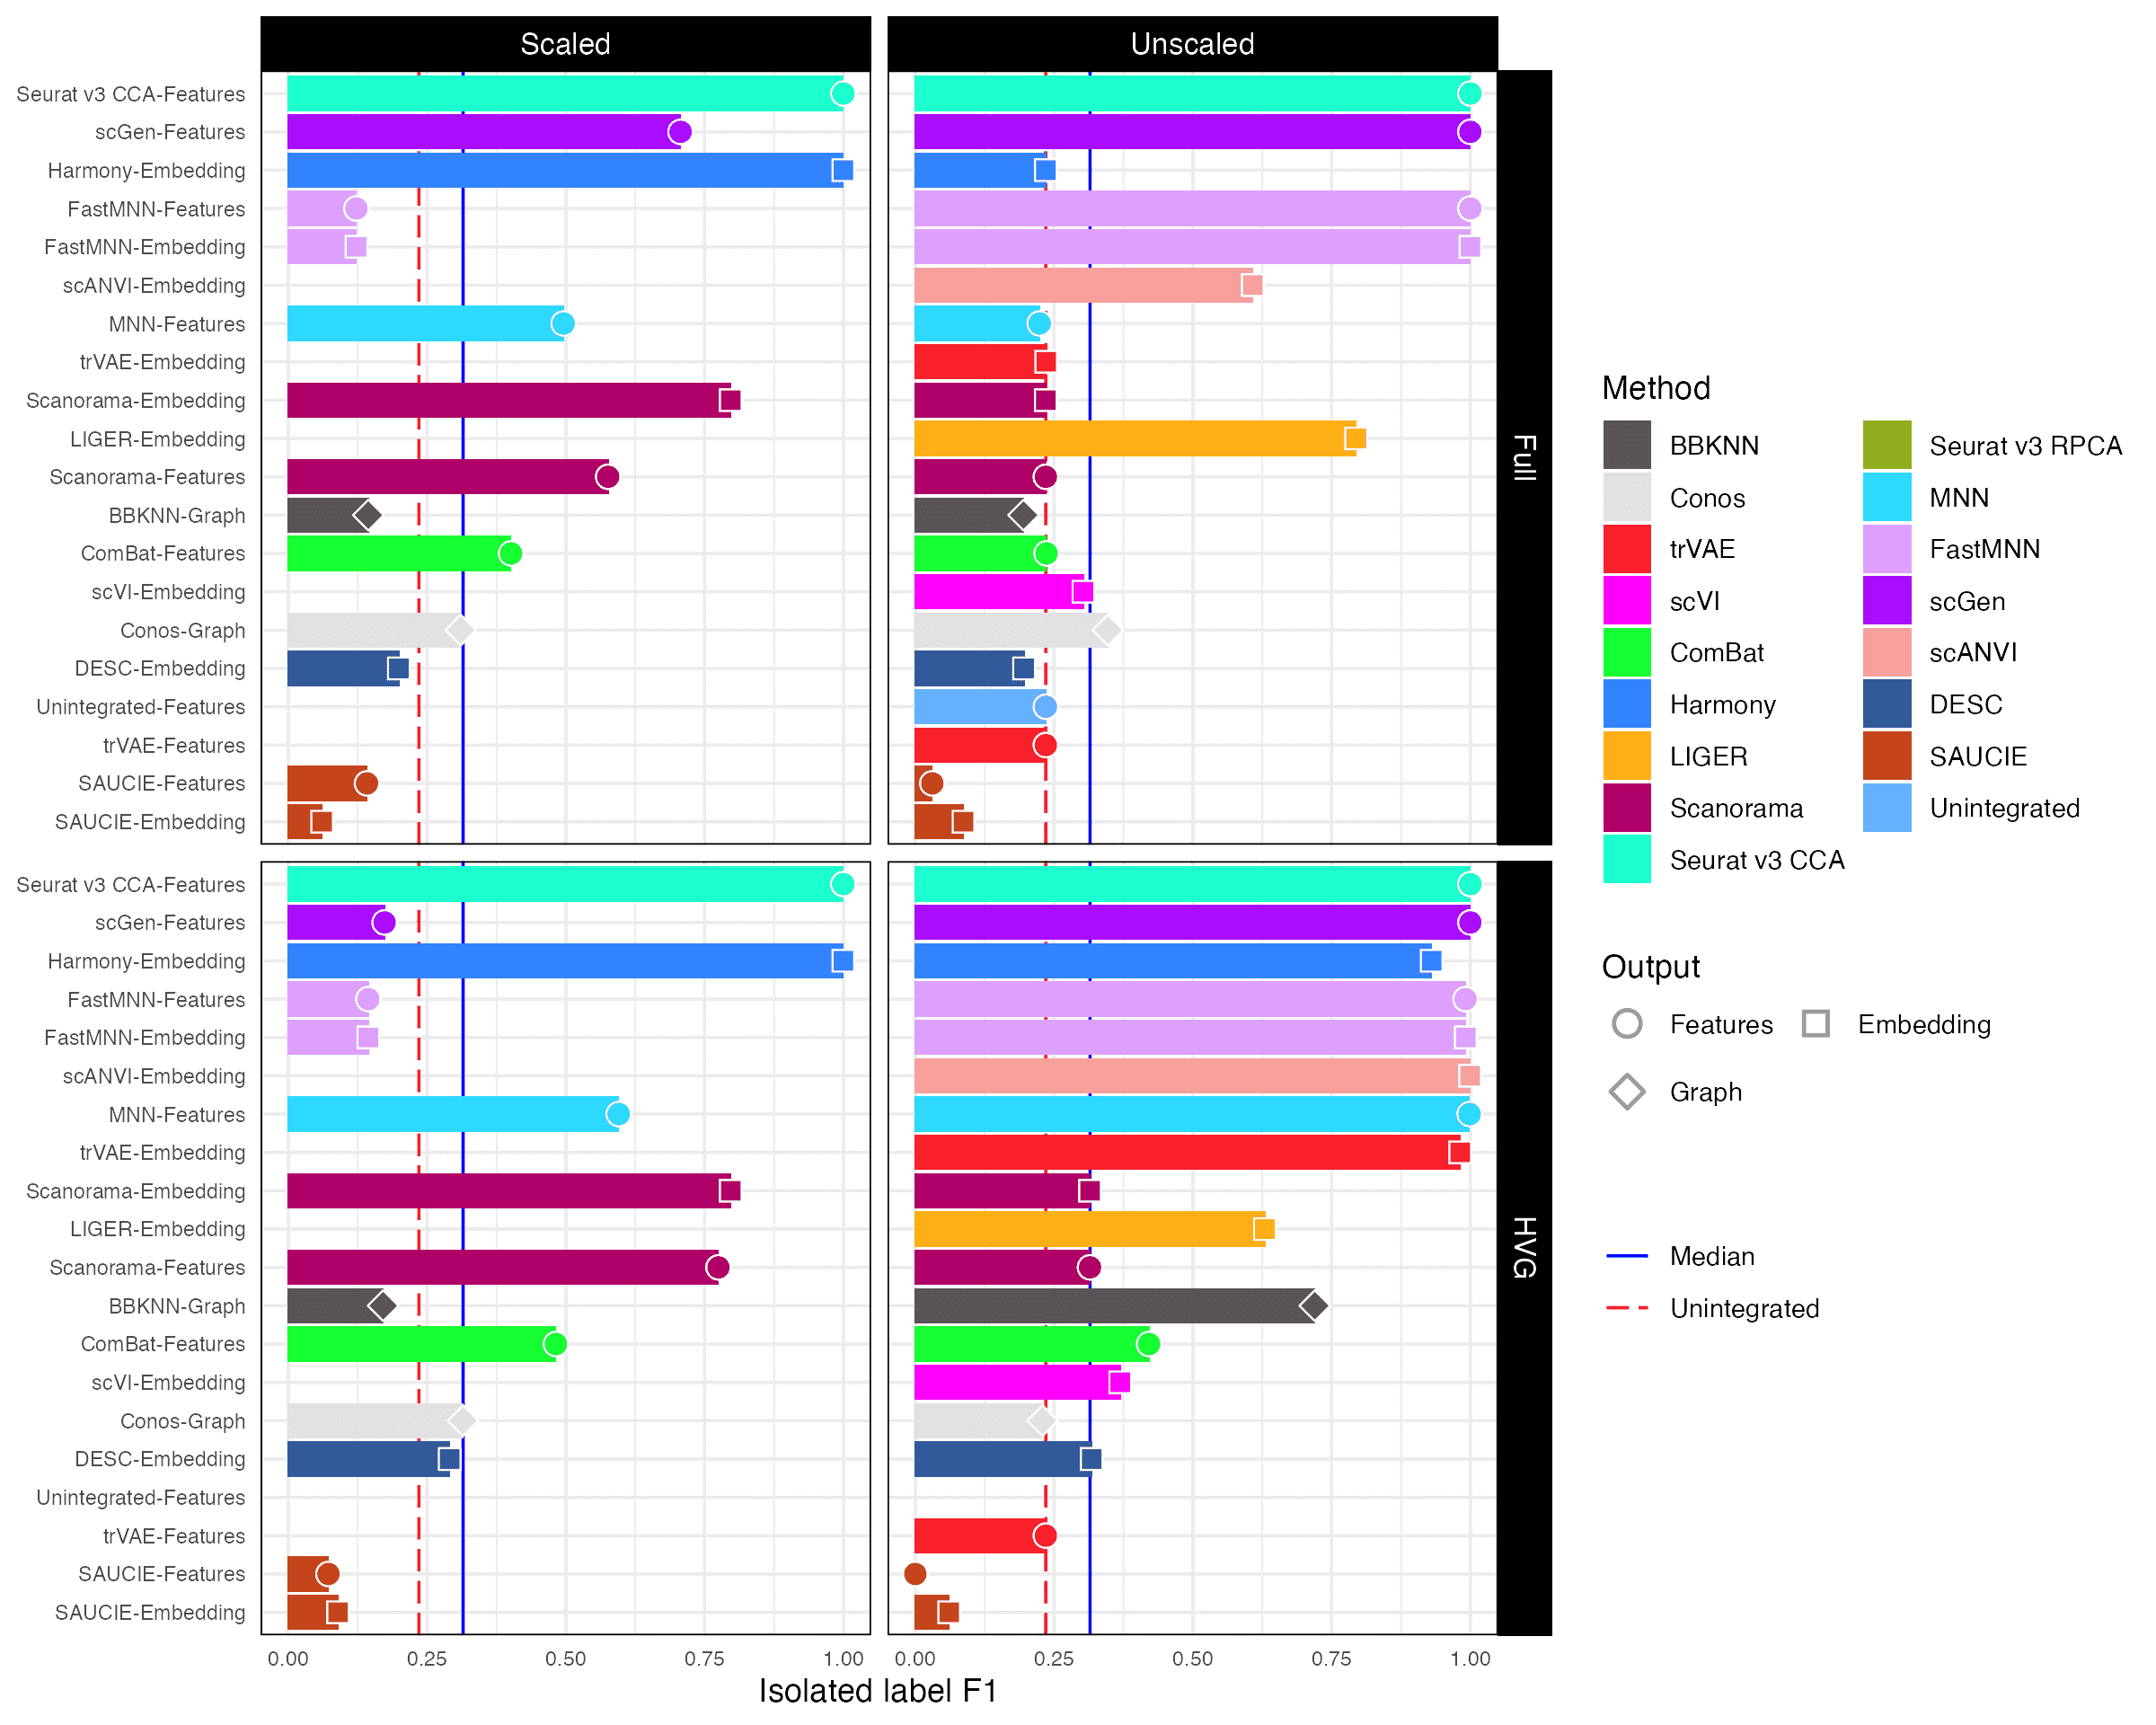 Scaled
Unscaled
Seurat v3 CCA-Features
scGen-Features
Harmony-Embedding
FastMNN-Features
FastMNN-Embedding
scANVI-Embedding
MNN-Features
trVAE-Embedding
Scanorama-Embedding
LIGER-Embedding
Scanorama-Features
BBKNN-Graph
ComBat-Features
scVI-Embedding
Conos-Graph
DESC-Embedding
Unintegrated-Features
trVAE-Features
SAUCIE-Features
SAUCIE-Embedding
Full
Seurat v3 CCA-Features
scGen-Features
Harmony-Embedding
FastMNN-Features
FastMNN-Embedding
scANVI-Embedding
MNN-Features
trVAE-Embedding
Scanorama-Embedding
LIGER-Embedding
Scanorama-Features
BBKNN-Graph
ComBat-Features
scVI-Embedding
Conos-Graph
DESC-Embedding
Unintegrated-Features
trVAE-Features
SAUCIE-Features
SAUCIE-Embedding
HVG
0.00 0.25 0.50 0.75 1.00
0.00 0.25 0.50 0.75 1.00
Isolated label F1
Method
BBKNN
Conos
trVAE
scVI
ComBat
Harmony
LIGER
Scanorama
Seurat v3 CCA
Seurat v3 RPCA
MNN
FastMNN
scGen
scANVI
DESC
SAUCIE
Unintegrated
Output
Features
Embedding
Graph
Median
Unintegrated